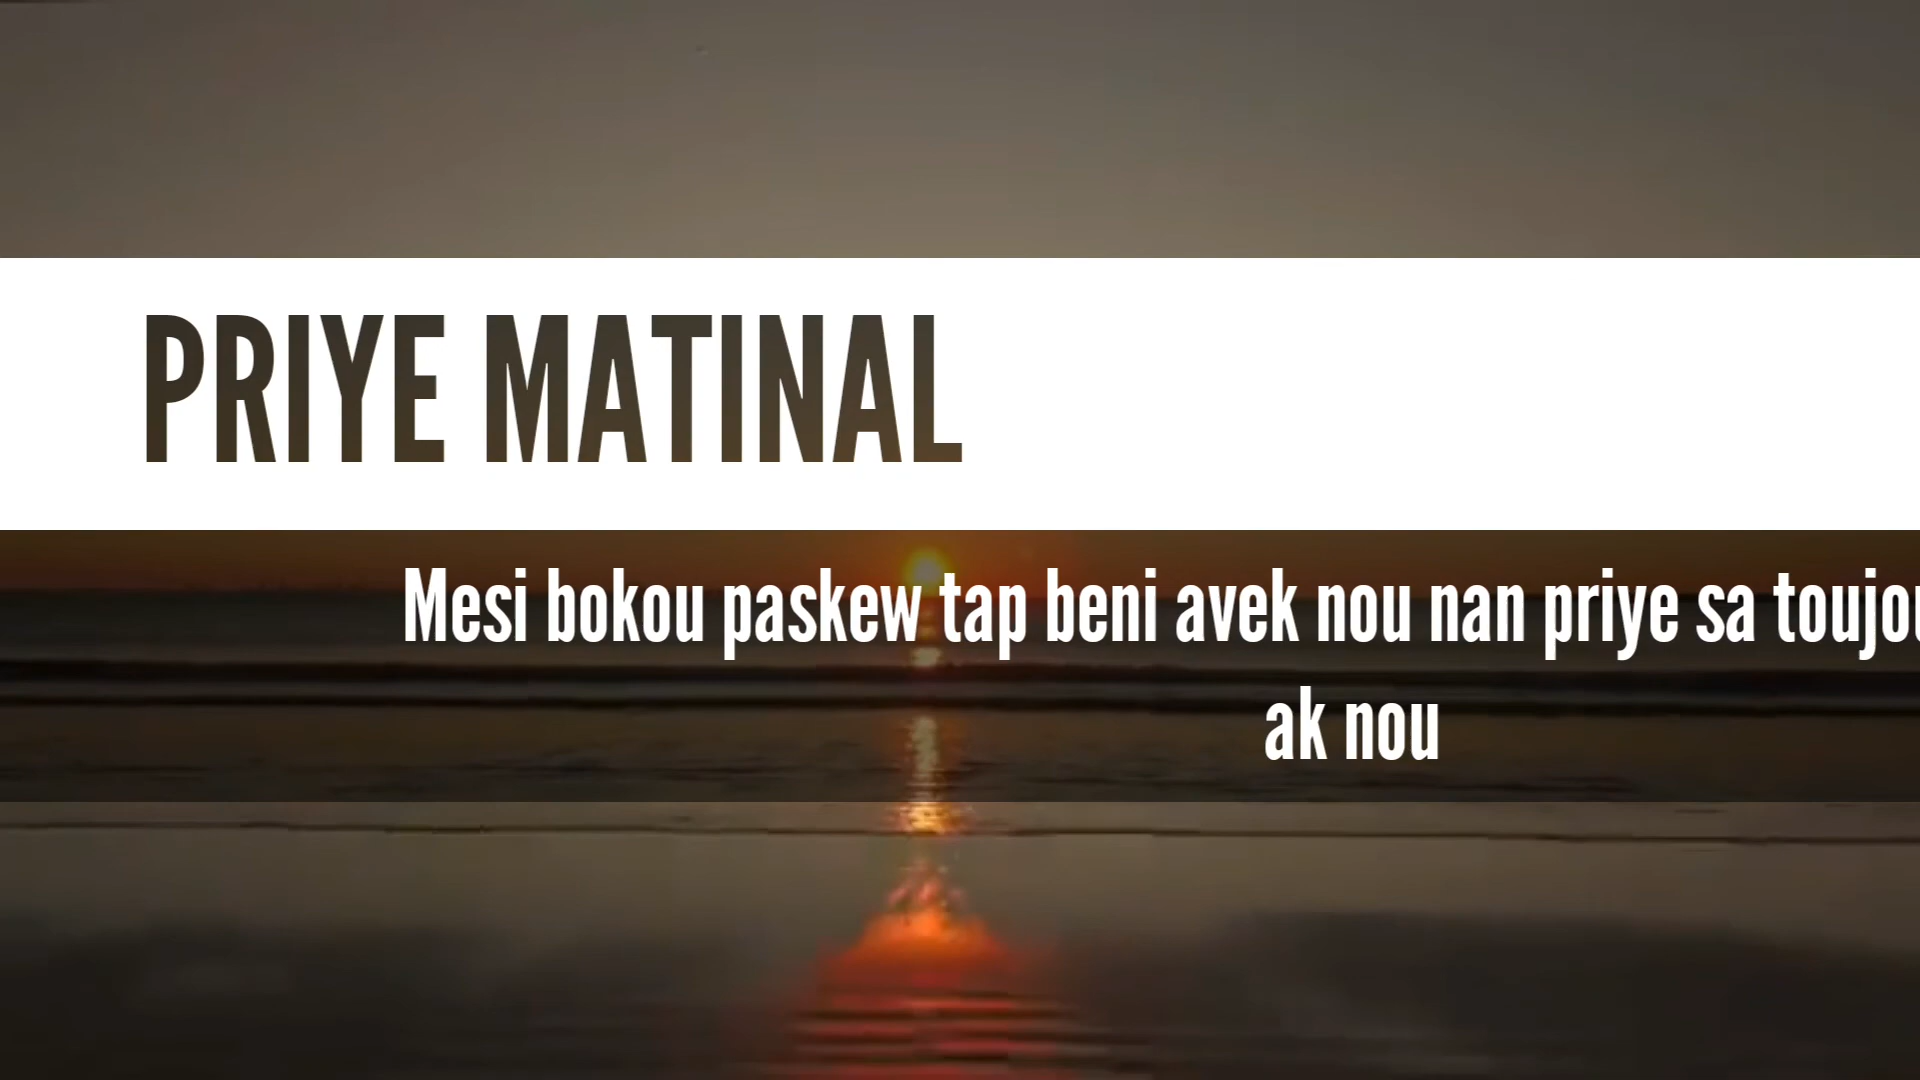 PRIYE MATINAL
Mesi bokou paskew tap beni avek nou nan priye sa
ak nou